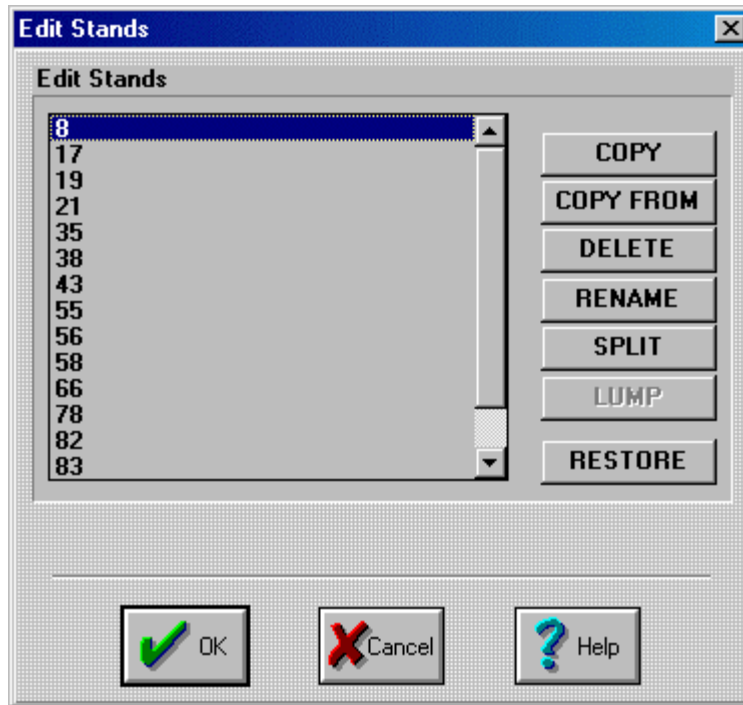 Edit Stands
Edit Stands
8
17
19
21
35
38
43
55
56
58
66
78
82
83
COPY
COPY FROM
DELETE
RENAME
SPLIT
LUMP
RESTORE
OK
Cancel
Help